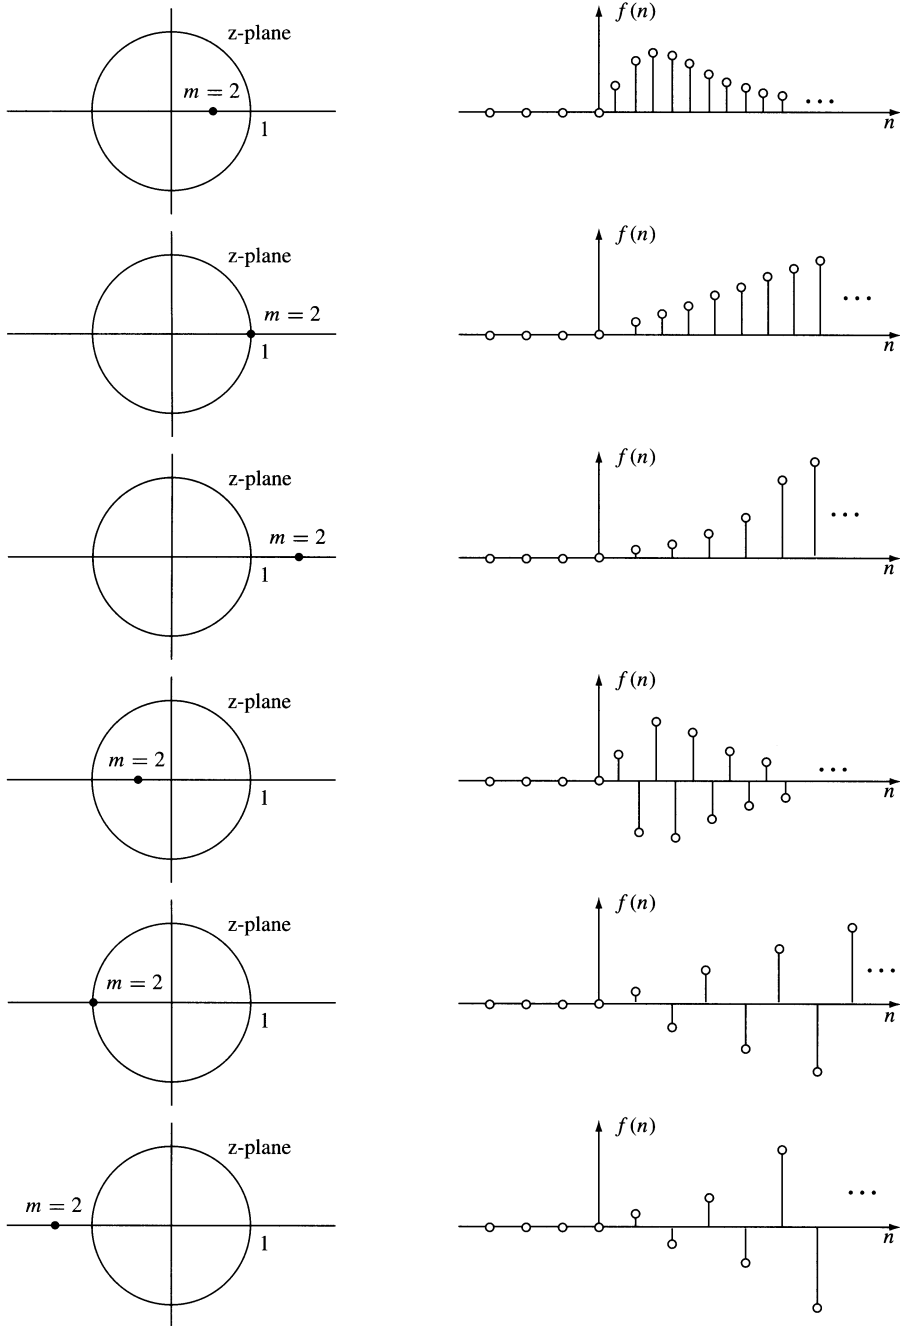 z-plane
m = 2
1
f(n)
...
n
z-plane
m = 2
1
f(n)
...
n
z-plane
m = 2
1
f(n)
...
n
z-plane
m = 2
1
f(n)
...
n
z-plane
m = 2
1
f(n)
...
n
z-plane
m = 2
1
f(n)
...
n